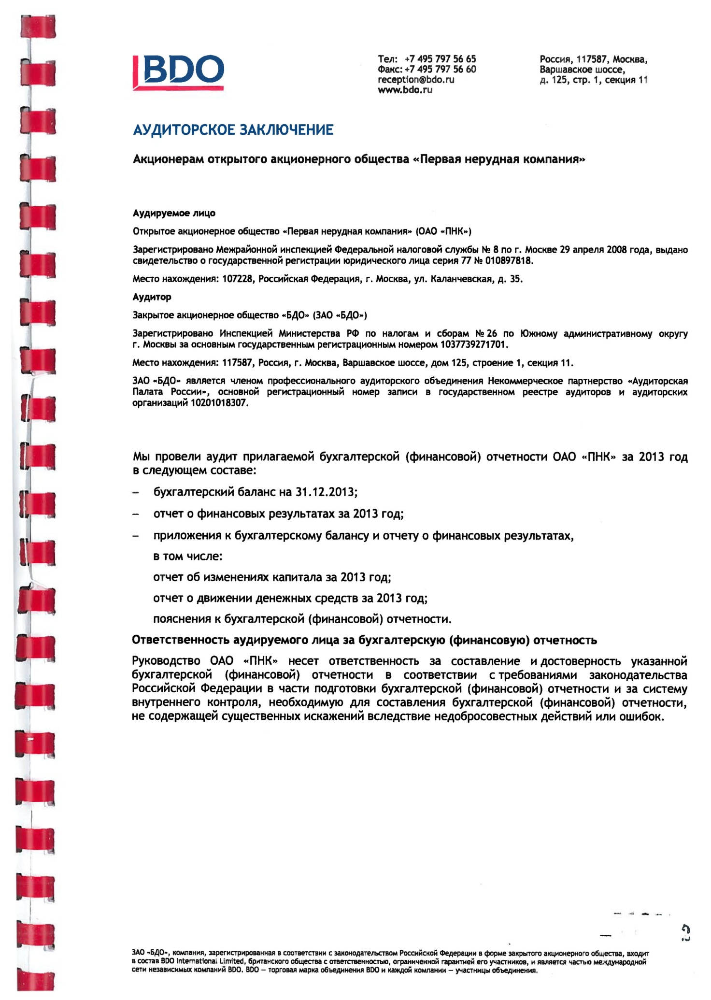 BDO
Тел: +7 495 797 56 65
Факс: +7 495 797 56 60
reception@bdo.ru
www.bdo.ru
Россия, 117587, Москва,
Варшавское шоссе,
д. 125, стр. 1, секция 11
АУДИТОРСКОЕ ЗАКЛЮЧЕНИЕ
Акционерам открытого акционерного общества «Первая нерудная компания»
Аудируемое лицо
Открытое акционерное общество «Первая нерудная компания» (ОАО «ПНК»)
Зарегистрировано Межрайонной инспекцией Федеральной налоговой службы № 8 по г. Москве 29 апреля 2008 года, выдано
свидетельство о государственной регистрации юридического лица серия 77 № 010897818.
Место нахождения: 107228, Российская Федерация, г. Москва, ул. Каланчевская, д. 35.
Аудитор
Закрытое акционерное общество «БДО» (ЗАО «БДО»)
Зарегистрировано Инспекцией Министерства РФ по налогам и сборам № 26 по Южному административному округу
г. Москвы за основным государственным регистрационным номером 1037739271701.
Место нахождения: 117587, Россия, г. Москва, Варшавское шоссе, дом 125, строение 1, секция 11.
ЗАО «БДО» является членом профессионального аудиторского объединения Некоммерческое партнерство «Аудиторская
Палата России», основной регистрационный номер записи в государственном реестре аудиторов и аудиторских
организаций 10201018307.
Мы провели аудит прилагаемой бухгалтерской (финансовой) отчетности ОАО «ПНК» за 2013 год
в следующем составе:
– бухгалтерский баланс на 31.12.2013;
– отчет о финансовых результатах за 2013 год;
– приложения к бухгалтерскому балансу и отчету о финансовых результатах,
в том числе:
отчет об изменениях капитала за 2013 год;
отчет о движении денежных средств за 2013 год;
пояснения к бухгалтерской (финансовой) отчетности.
Ответственность аудируемого лица за бухгалтерскую (финансовую) отчетность
Руководство ОАО «ПНК» несет ответственность за составление и достоверность указанной
бухгалтерской (финансовой) отчетности в соответствии с требованиями законодательства
Российской Федерации в части подготовки бухгалтерской (финансовой) отчетности и за систему
внутреннего контроля, необходимую для составления бухгалтерской (финансовой) отчетности,
не содержащей существенных искажений вследствие недобросовестных действий или ошибок.
ЗАО «БДО», компания, зарегистрированная в соответствии с законодательством Российской Федерации в форме закрытого акционерного общества, входит
в состав BDO International Limited, британского общества с ответственностью, ограниченной гарантией его участников, и является частью международной
сети независимых компаний BDO. BDO — торговая марка объединения BDO и каждой компании — участницы объединения.